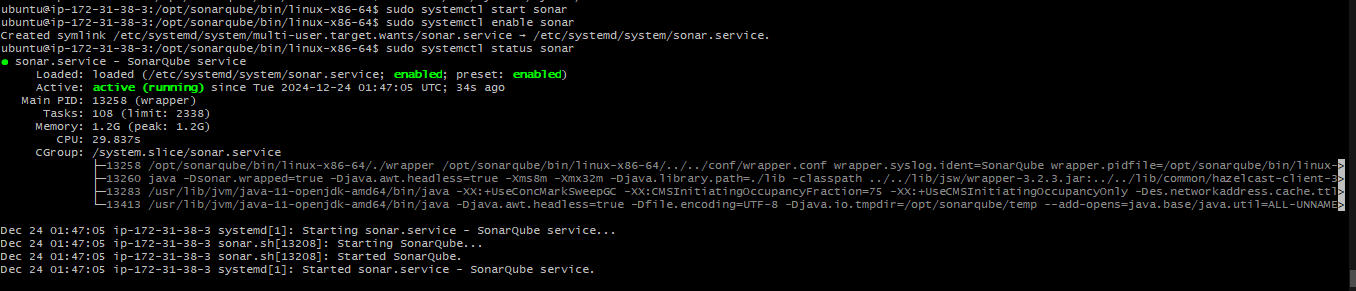 ubuntu@ip-172-31-38-3:/opt/sonarqube/bin/linux-x86-64$ sudo systemctl start sonar
ubuntu@ip-172-31-38-3:/opt/sonarqube/bin/linux-x86-64$ sudo systemctl enable sonar
Created symlink /etc/systemd/system/multi-user.target.wants/sonar.service → /etc/systemd/system/sonar.service.
ubuntu@ip-172-31-38-3:/opt/sonarqube/bin/linux-x86-64$ sudo systemctl status sonar
● sonar.service - SonarQube service
Loaded: loaded (/etc/systemd/system/sonar.service; enabled; preset: enabled)
Active: active (running) since Tue 2024-12-24 01:47:05 UTC; 34s ago
Main PID: 13258 (wrapper)
Tasks: 108 (limit: 2338)
Memory: 1.2G (peak: 1.2G)
CPU: 29.837s
CGroup: /system.slice/sonar.service
├─13258 /opt/sonarqube/bin/linux-x86-64/./wrapper /opt/sonarqube/bin/linux-x86-64/../../conf/wrapper.conf wrapper.syslog.ident=SonarQube wrapper.pidfile=/opt/sonarqube/bin/linux->
├─13260 java -Dsonar.wrapped=true -Djava.awt.headless=true -Xms8m -Xmx32m -Djava.library.path=./lib -classpath ../../lib/jsw/wrapper-3.2.3.jar:../../lib/common/hazelcast-client-3>
├─13283 /usr/lib/jvm/java-11-openjdk-amd64/bin/java -XX:+UseConcMarkSweepGC -XX:CMSInitiatingOccupancyFraction=75 -XX:+UseCMSInitiatingOccupancyOnly -Des.networkaddress.cache.ttl>
└─13413 /usr/lib/jvm/java-11-openjdk-amd64/bin/java -Djava.awt.headless=true -Dfile.encoding=UTF-8 -Djava.io.tmpdir=/opt/sonarqube/temp --add-opens=java.base/java.util=ALL-UNNAME>
Dec 24 01:47:05 ip-172-31-38-3 systemd[1]: Starting sonar.service - SonarQube service...
Dec 24 01:47:05 ip-172-31-38-3 sonar.sh[13208]: Starting SonarQube...
Dec 24 01:47:05 ip-172-31-38-3 sonar.sh[13208]: Started SonarQube.
Dec 24 01:47:05 ip-172-31-38-3 systemd[1]: Started sonar.service - SonarQube service.